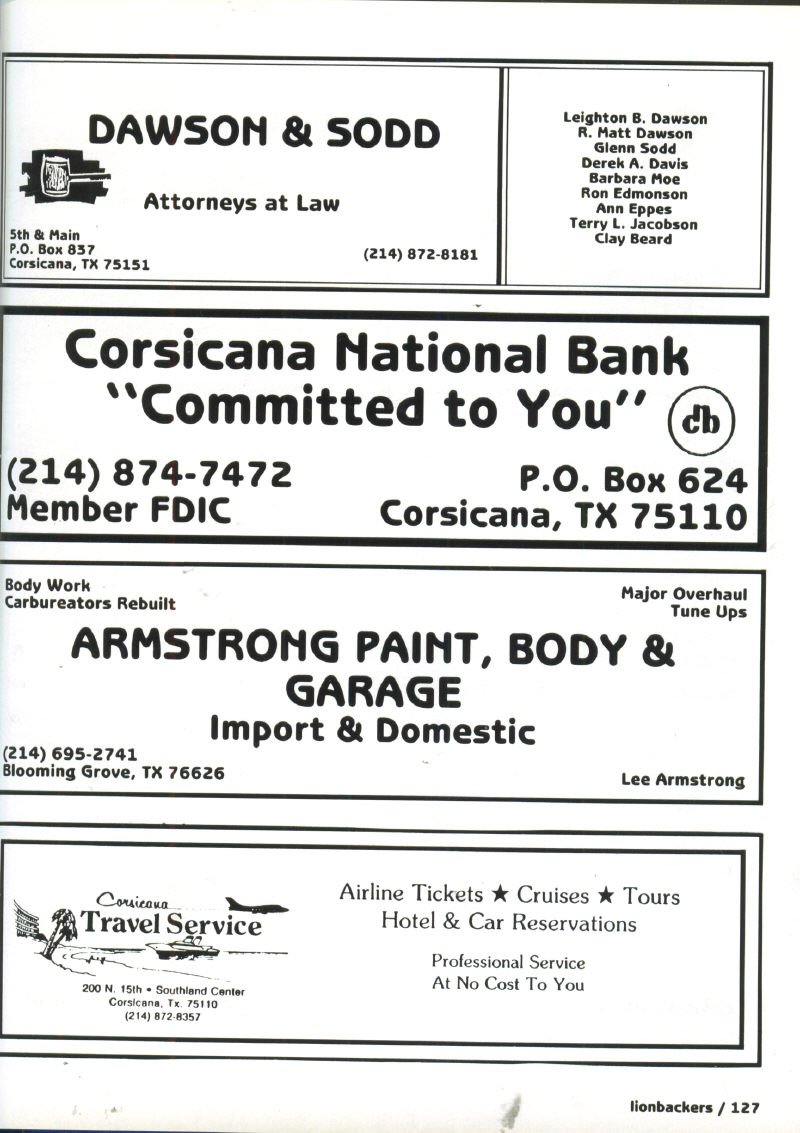 DAWSON & SODD
Attorneys at Law
5th & Main
P.O. Box 837
Corsicana, TX 75151
(214) 872-8181
Leighton B. Dawson
R. Matt Dawson
Glenn Sodd
Derek A. Davis
Barbara Moe
Ron Edmonson
Ann Eppes
Terry L. Jacobson
Clay Beard
Corsicana National Bank
"Committed to You"
cnb
(214) 874-7472
Member FDIC
P.O. Box 624
Corsicana, TX 75110
Body Work
Carbureators Rebuilt
Major Overhaul
Tune Ups
ARMSTRONG PAINT, BODY &
GARAGE
Import & Domestic
(214) 695-2741
Blooming Grove, TX 76626
Lee Armstrong
Corsicana
Travel Service
200 N. 15th • Southland Center
Corsicana, Tx. 75110
(214) 872-8357
Airline Tickets ★ Cruises ★ Tours
Hotel & Car Reservations
Professional Service
At No Cost To You
lionbackers / 127